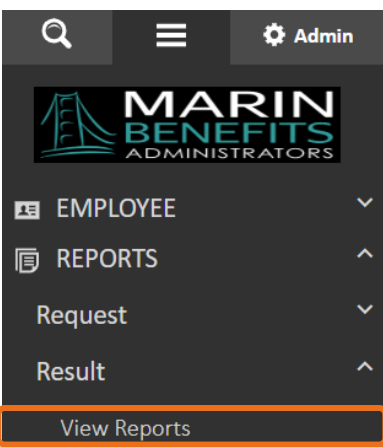 Admin
MARIN
BENEFITS
ADMINISTRATORS
EMPLOYEE
REPORTS
Request
Result
View Reports